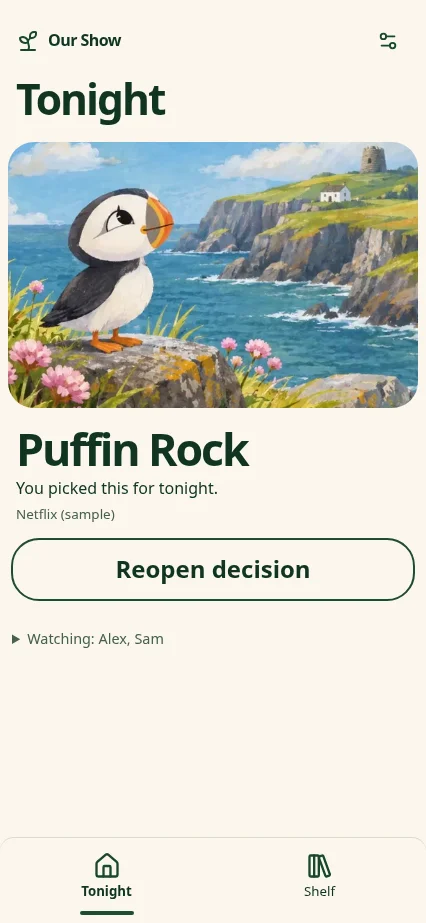 Our Show
Tonight
Puffin Rock
You picked this for tonight.
Netflix (sample)
Reopen decision
Watching: Alex, Sam
Tonight
Shelf